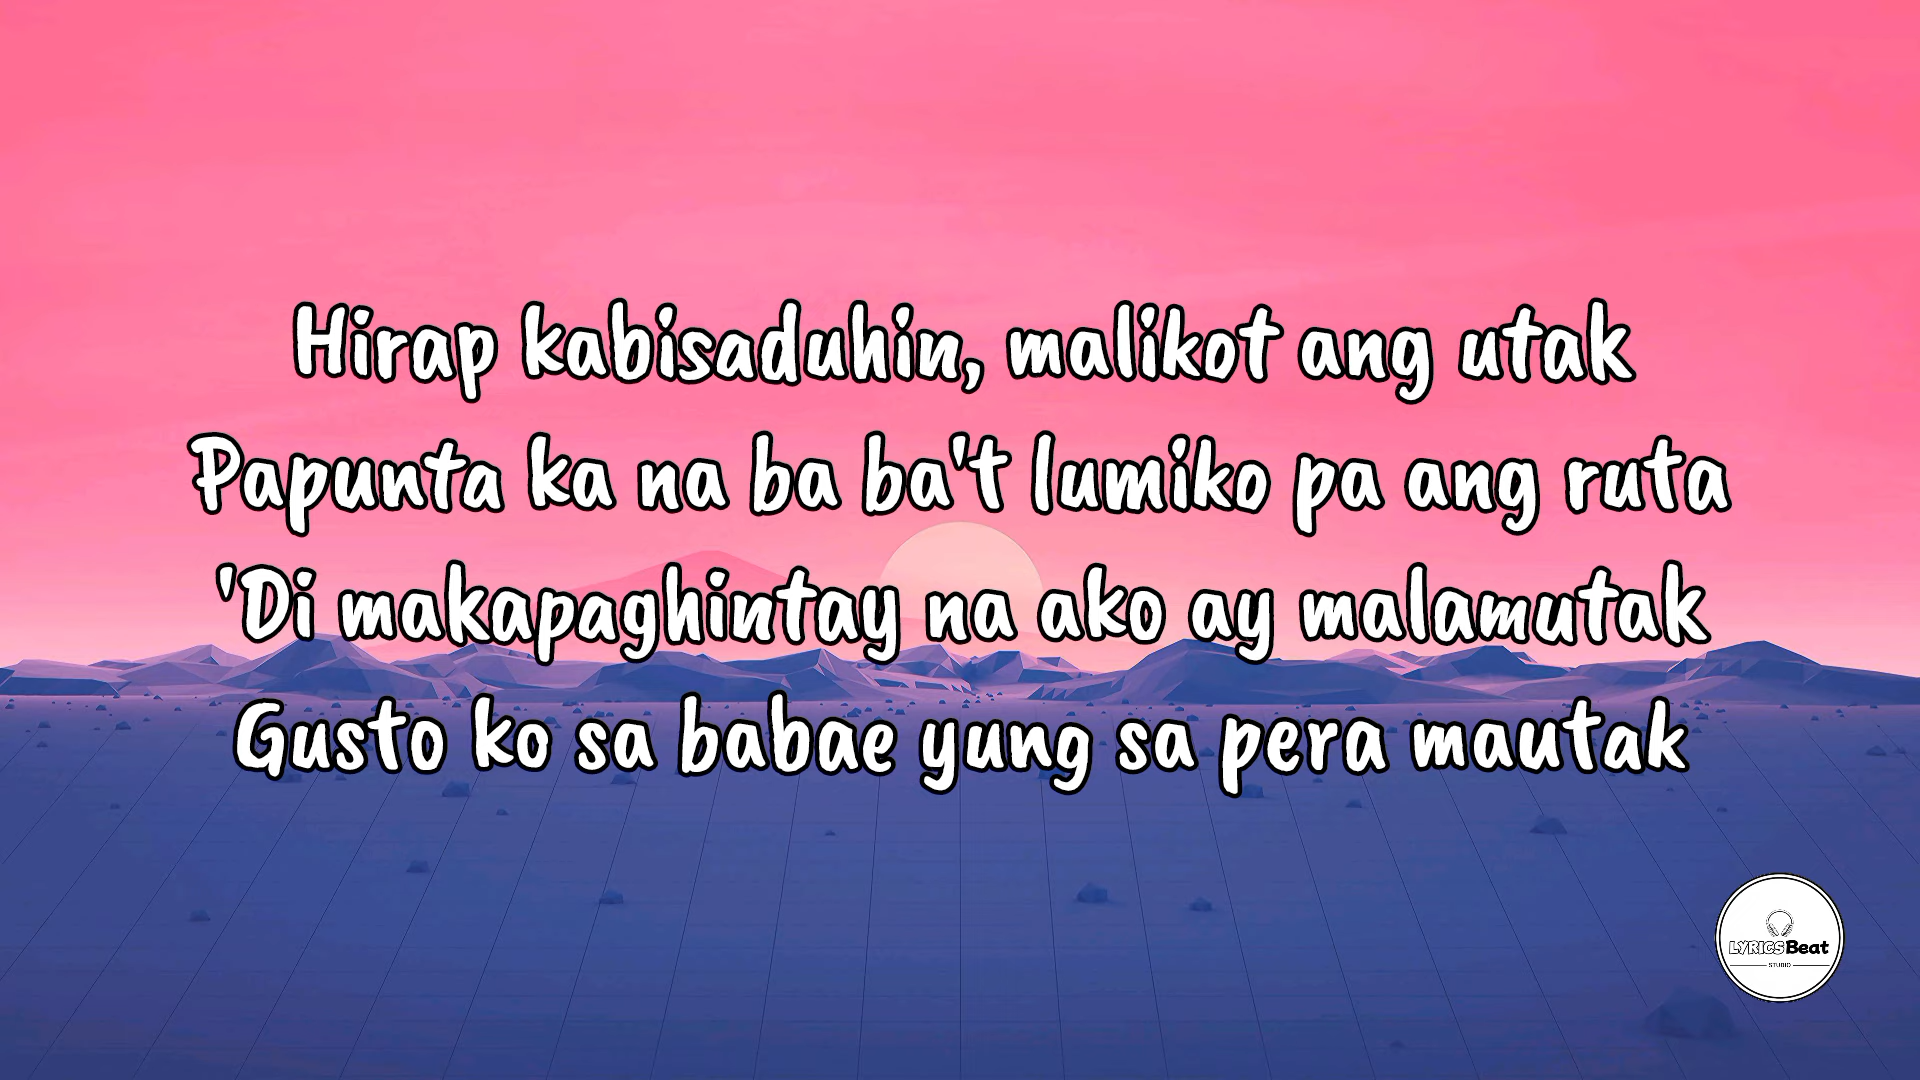 Hirap kabisaduhin, malikot ang utak
Papunta ka na ba ba't lumiko pa ang ruta
'Di makapaghintay na ako ay malamutak
Gusto ko sa babae yung sa pera mautak
LYRICSBeat
STUDIO